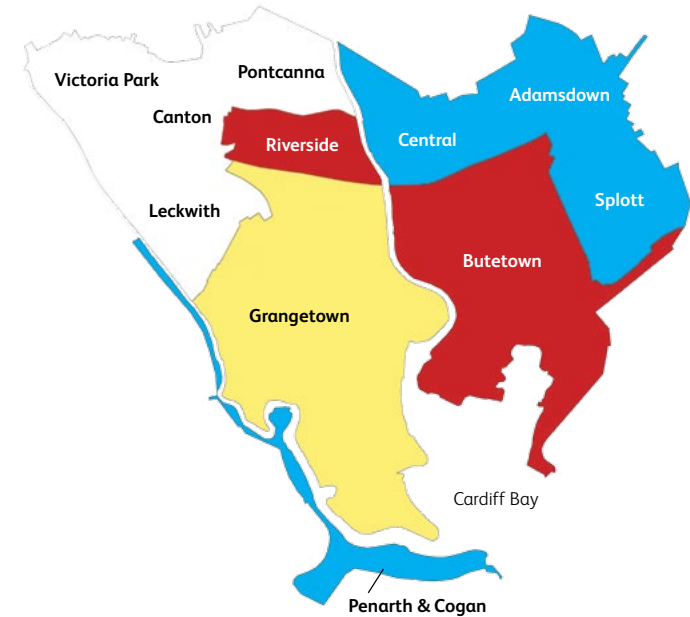 Pontcanna
Victoria Park
Adamsdown
Canton
Central
Riverside
Splott
Leckwith
Butetown
Grangetown
Cardiff Bay
Penarth & Cogan